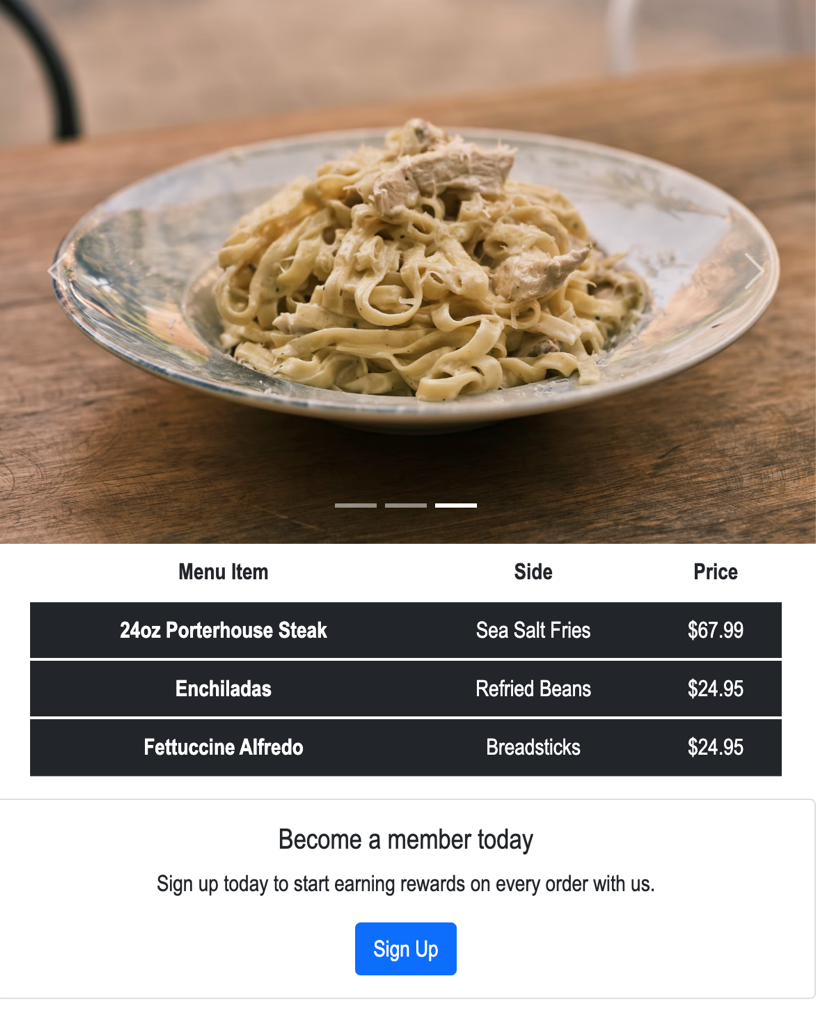 Menu Item Side Price
24oz Porterhouse Steak Sea Salt Fries $67.99
Enchiladas Refried Beans $24.95
Fettuccine Alfredo Breadsticks $24.95
Become a member today
Sign up today to start earning rewards on every order with us.
Sign Up